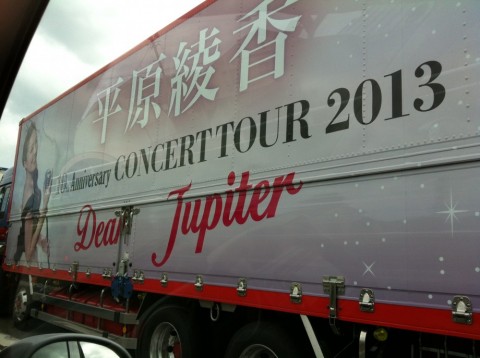 平原綾香
10th Anniversary CONCERT TOUR 2013
Dear Jupiter